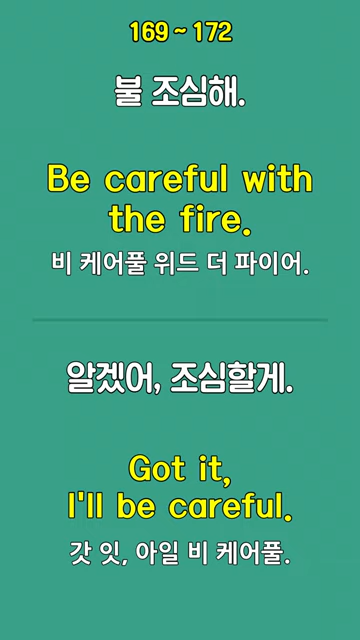 169 ~ 172
불 조심해.
Be careful with
the fire.
비 케어풀 위드 더 파이어.
알겠어, 조심할게.
Got it,
I'll be careful.
갓 잇, 아일 비 케어풀.